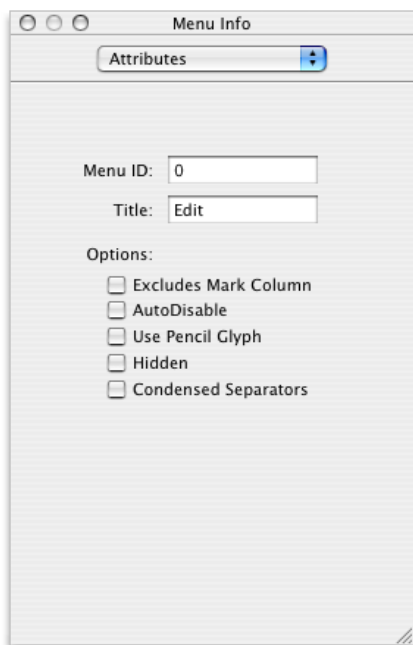 Menu Info
Attributes
Menu ID: 0
Title: Edit
Options:
Excludes Mark Column
AutoDisable
Use Pencil Glyph
Hidden
Condensed Separators